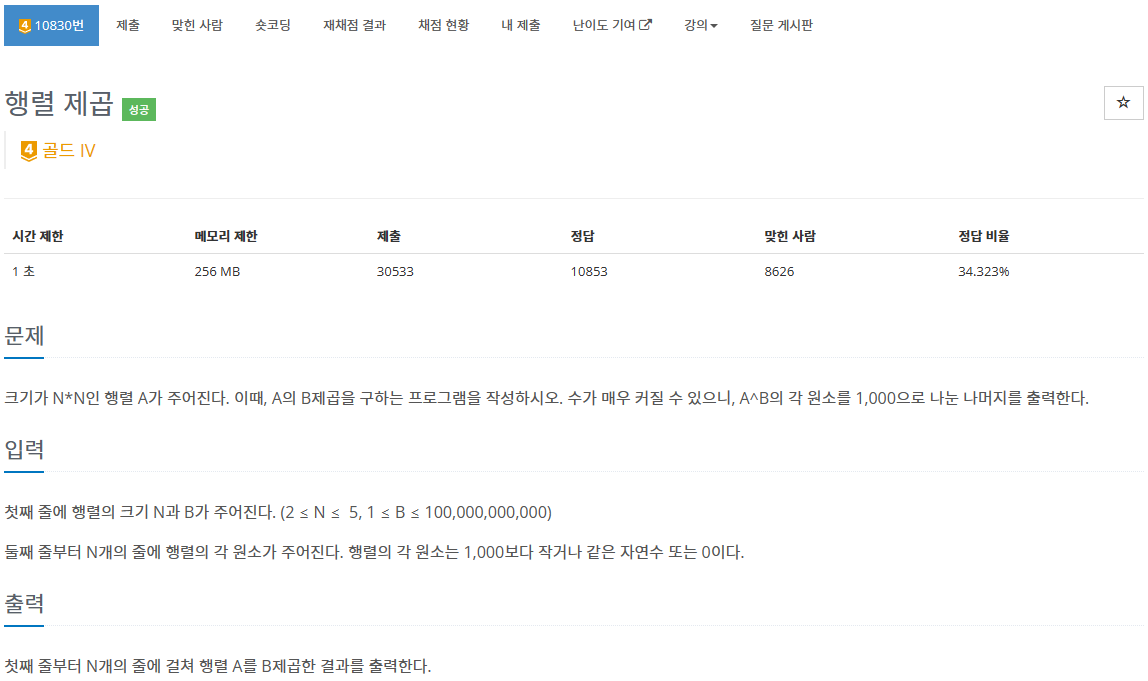 4 10830번 제출 맞힌 사람 숏코딩 재채점 결과 채점 현황 내 제출 난이도 기여 강의 질문 게시판
행렬 제곱 성공
4 골드 IV
시간 제한 메모리 제한 제출 정답 맞힌 사람 정답 비율
1 초 256 MB 30533 10853 8626 34.323%
문제
크기가 N*N인 행렬 A가 주어진다. 이때, A의 B제곱을 구하는 프로그램을 작성하시오. 수가 매우 커질 수 있으니, A^B의 각 원소를 1,000으로 나눈 나머지를 출력한다.
입력
첫째 줄에 행렬의 크기 N과 B가 주어진다. (2 ≤ N ≤ 5, 1 ≤ B ≤ 100,000,000,000)
둘째 줄부터 N개의 줄에 행렬의 각 원소가 주어진다. 행렬의 각 원소는 1,000보다 작거나 같은 자연수 또는 0이다.
출력
첫째 줄부터 N개의 줄에 걸쳐 행렬 A를 B제곱한 결과를 출력한다.